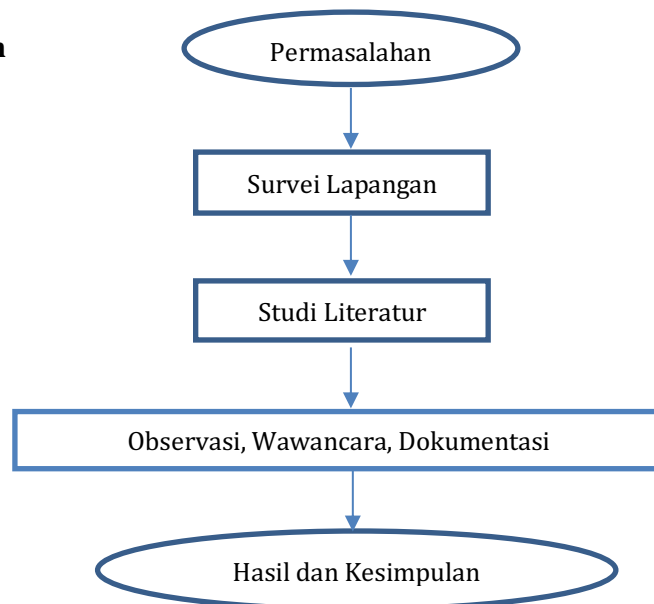 Permasalahan
Survei Lapangan
Studi Literatur
Observasi, Wawancara, Dokumentasi
Hasil dan Kesimpulan